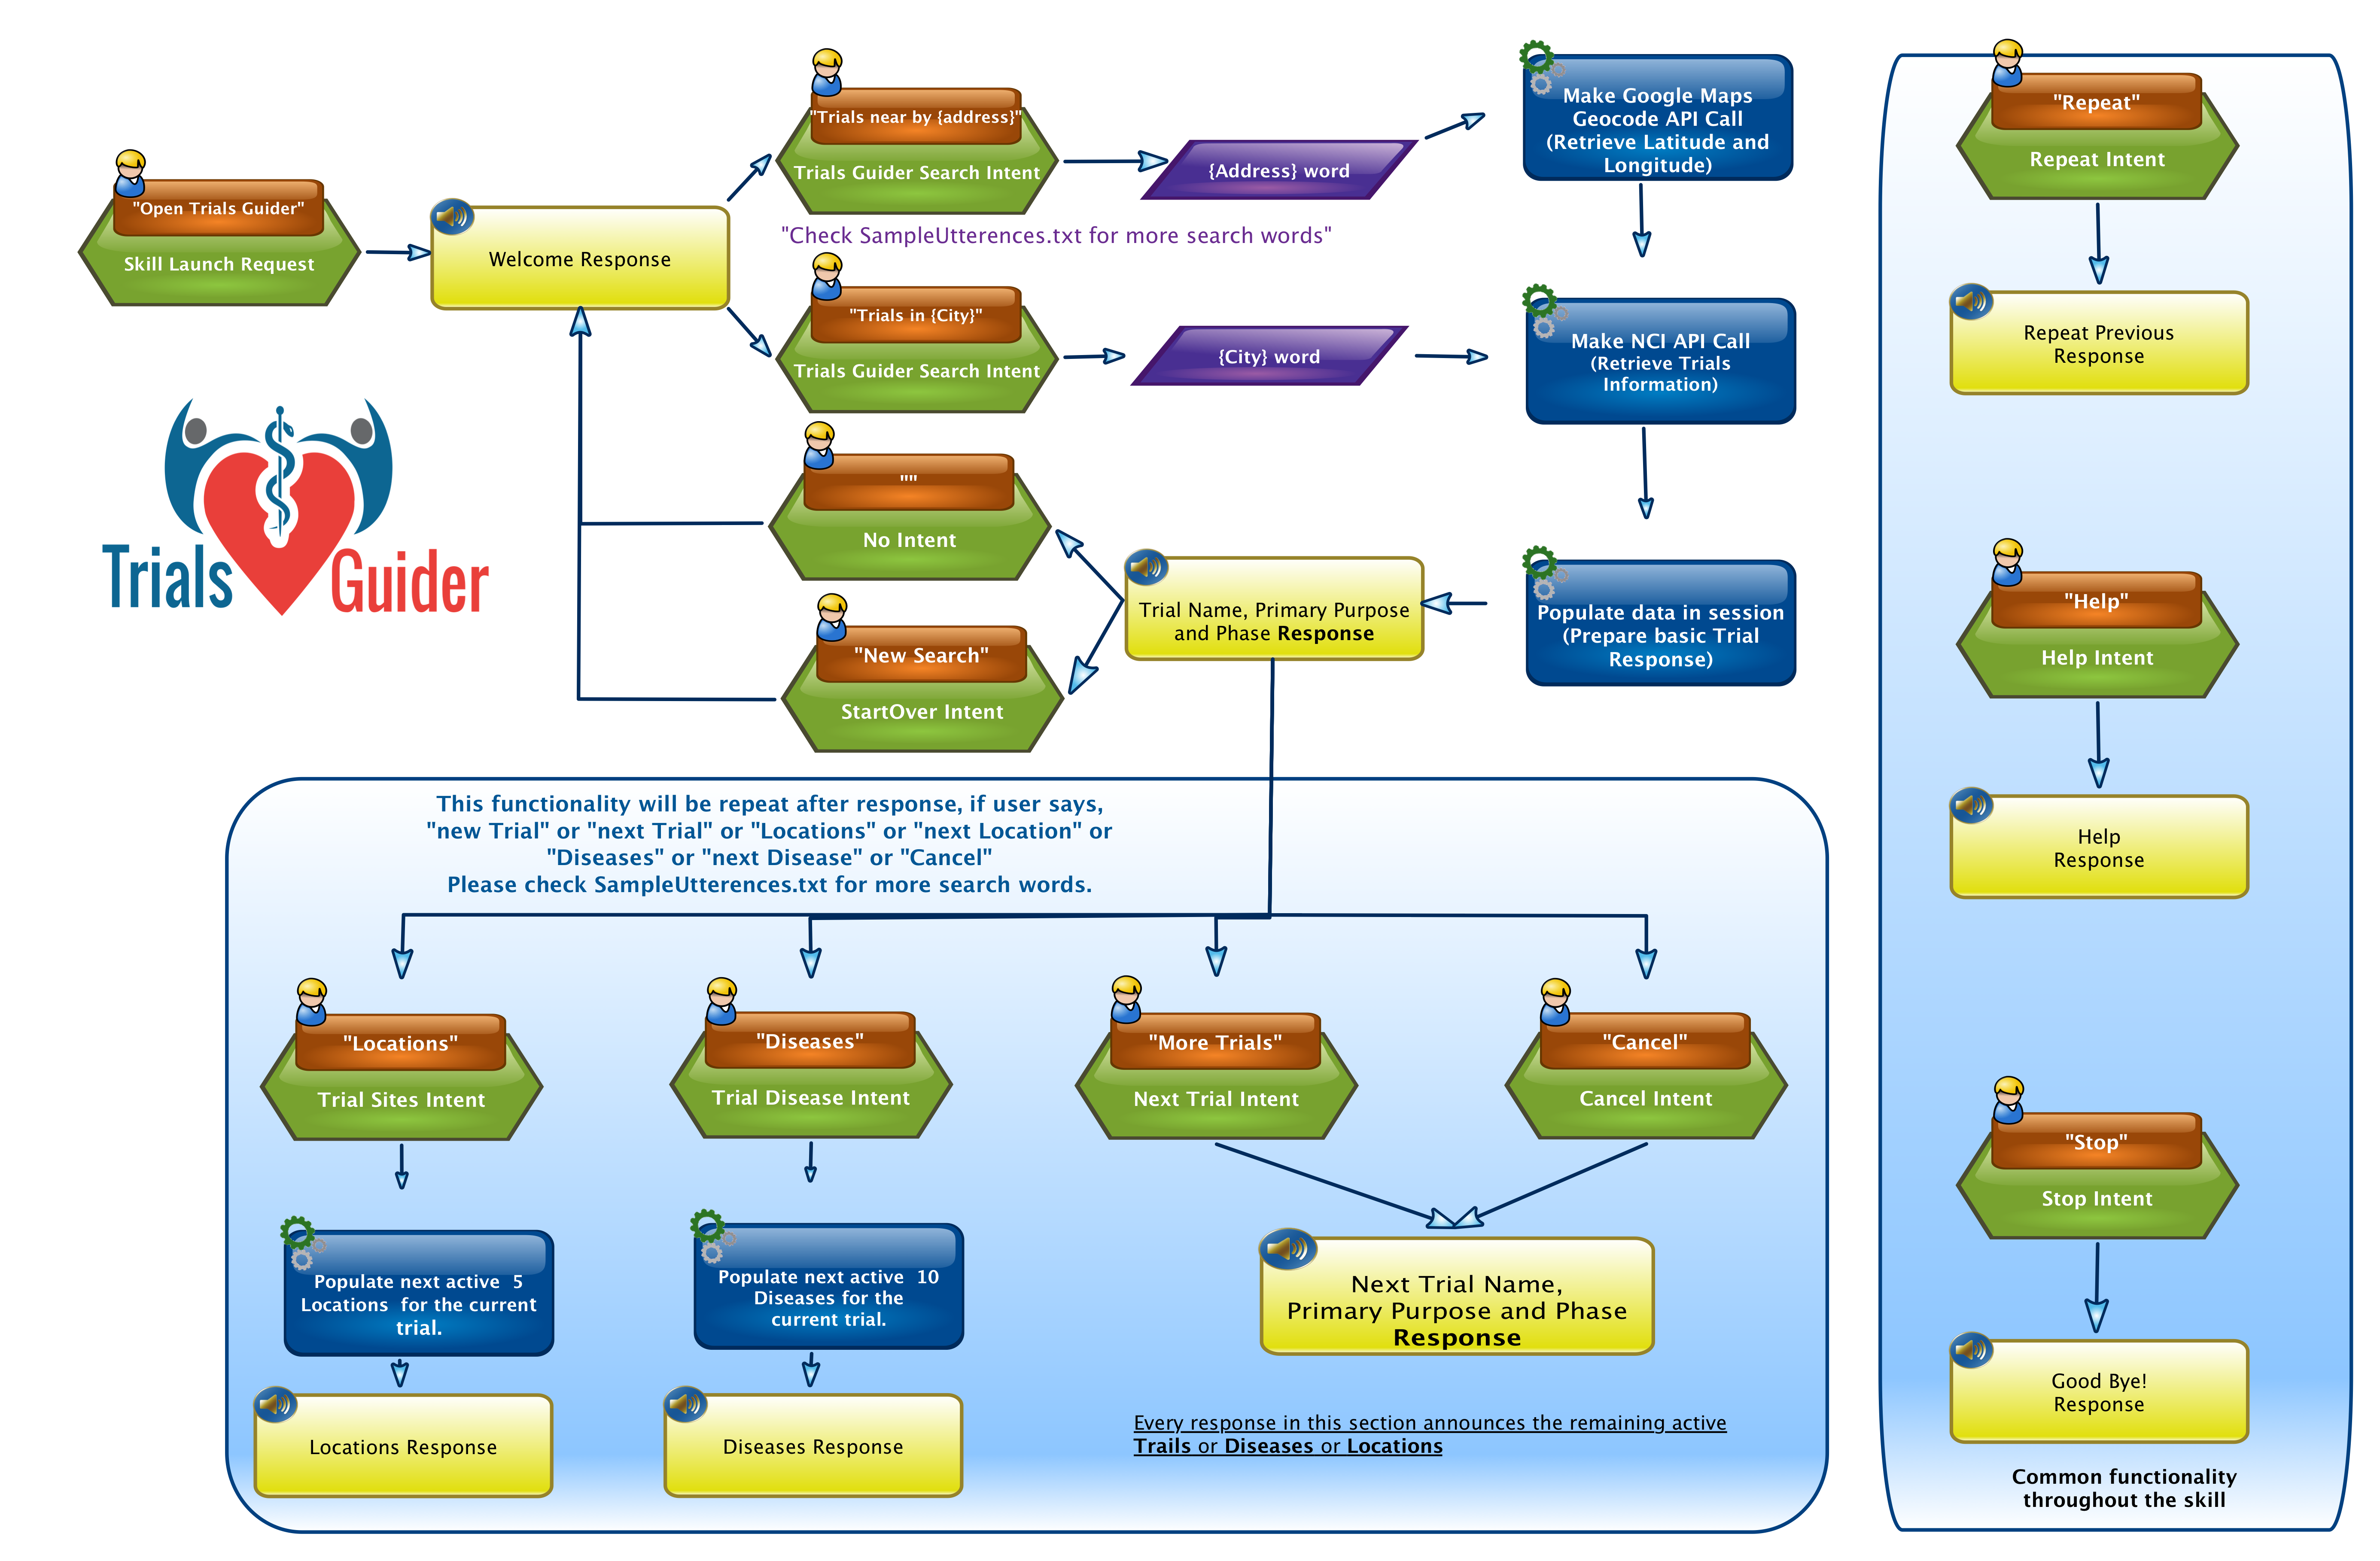 "Open Trials Guider"
Skill Launch Request
Welcome Response
"Trials near by {address}"
Trials Guider Search Intent
{Address} word
Make Google Maps
Geocode API Call
(Retrieve Latitude and
Longitude)
"Check SampleUtterences.txt for more search words"
"Trials in {City}"
Trials Guider Search Intent
{City} word
Make NCI API Call
(Retrieve Trials
Information)
""
No Intent
"New Search"
StartOver Intent
Trial Name, Primary Purpose
and Phase Response
Populate data in session
(Prepare basic Trial
Response)
Trials Guider
This functionality will be repeat after response, if user says,
"new Trial" or "next Trial" or "Locations" or "next Location" or
"Diseases" or "next Disease" or "Cancel"
Please check SampleUtterences.txt for more search words.
"Locations"
Trial Sites Intent
"Diseases"
Trial Disease Intent
"More Trials"
Next Trial Intent
"Cancel"
Cancel Intent
Populate next active 5
Locations for the current
trial.
Populate next active 10
Diseases for the
current trial.
Next Trial Name,
Primary Purpose and Phase
Response
Locations Response
Diseases Response
Every response in this section announces the remaining active
Trails or Diseases or Locations
"Repeat"
Repeat Intent
Repeat Previous
Response
"Help"
Help Intent
Help
Response
"Stop"
Stop Intent
Good Bye!
Response
Common functionality
throughout the skill